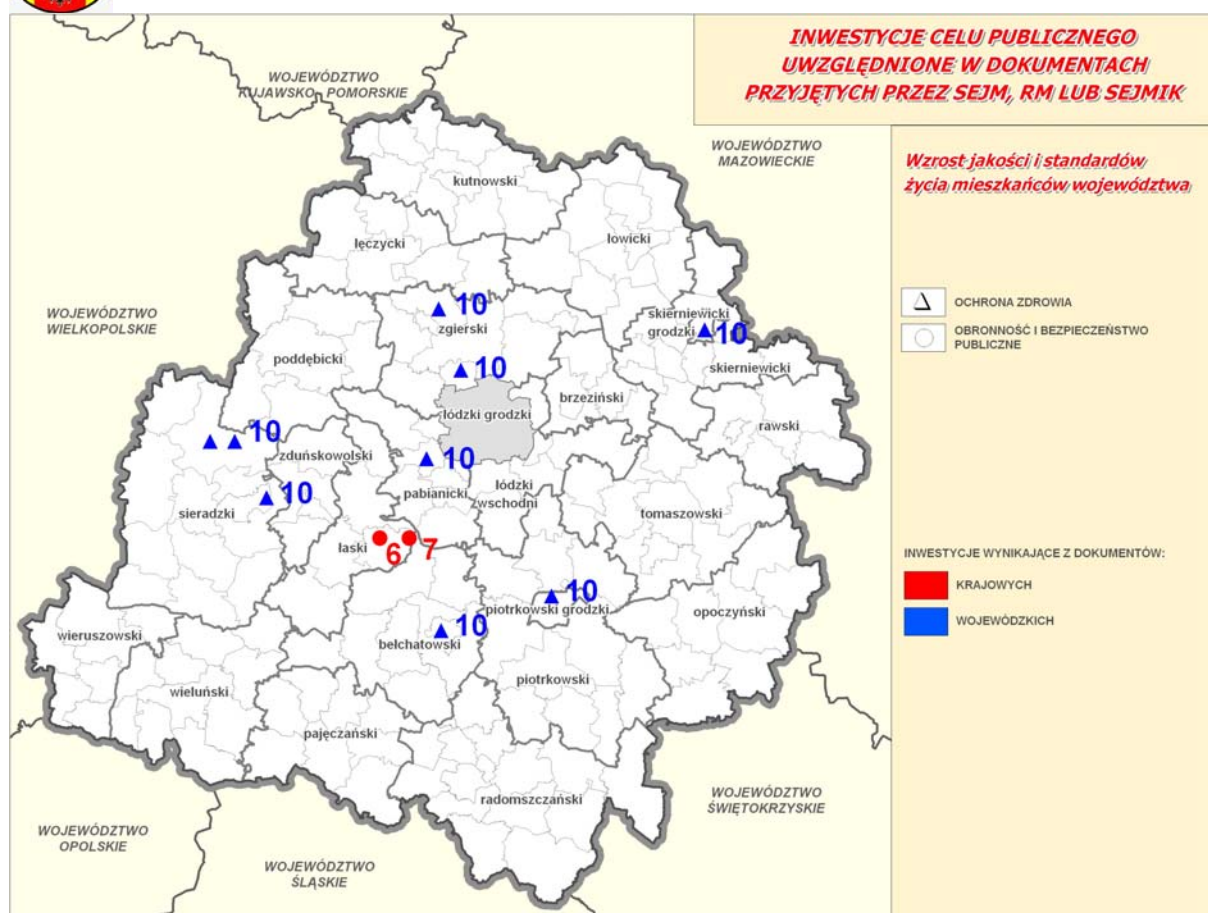 INWESTYCJE CELU PUBLICZNEGO
UWZGLĘDNIONE W DOKUMENTACH
PRZYJĘTYCH PRZEZ SEJM, RM LUB SEJMIK
Wzrost jakości i standardów
życia mieszkańców województwa
OCHRONA ZDROWIA
OBRONNOŚĆ I BEZPIECZEŃSTWO
PUBLICZNE
INWESTYCJE WYNIKAJĄCE Z DOKUMENTÓW:
KRAJOWYCH
WOJEWÓDZKICH
WOJEWÓDZTWO
KUJAWSKO - POMORSKIE
WOJEWÓDZTWO
MAZOWIECKIE
kutnowski
łowicki
łęczycki
WOJEWÓDZTWO
WIELKOPOLSKIE
10
zgierski
skierniewicki
grodzki
10
poddębicki
10
skierniewicki
brzeziński
łódzki grodzki
rawski
10
zduńskowolski
10
10
pabianicki
łódzki
wschodni
sieradzki
tomaszowski
łaski
6
7
10
piotrkowski grodzki
opoczyński
10
bełchatowski
wieruszowski
wieluński
piotrkowski
pajęczański
radomszczański
WOJEWÓDZTWO
ŚWIĘTOKRZYSKIE
WOJEWÓDZTWO
OPOLSKIE
WOJEWÓDZTWO
ŚLĄSKIE